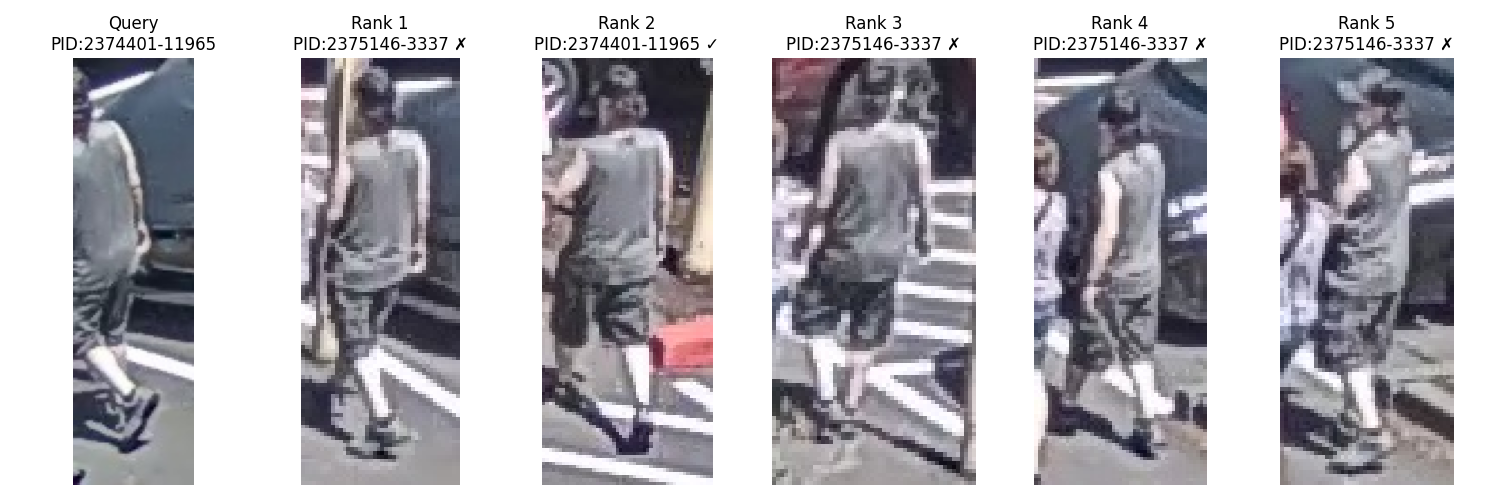 Query
PID:2374401-11965
Rank 1
PID:2375146-3337 ✗
Rank 2
PID:2374401-11965 ✓
Rank 3
PID:2375146-3337 ✗
Rank 4
PID:2375146-3337 ✗
Rank 5
PID:2375146-3337 ✗